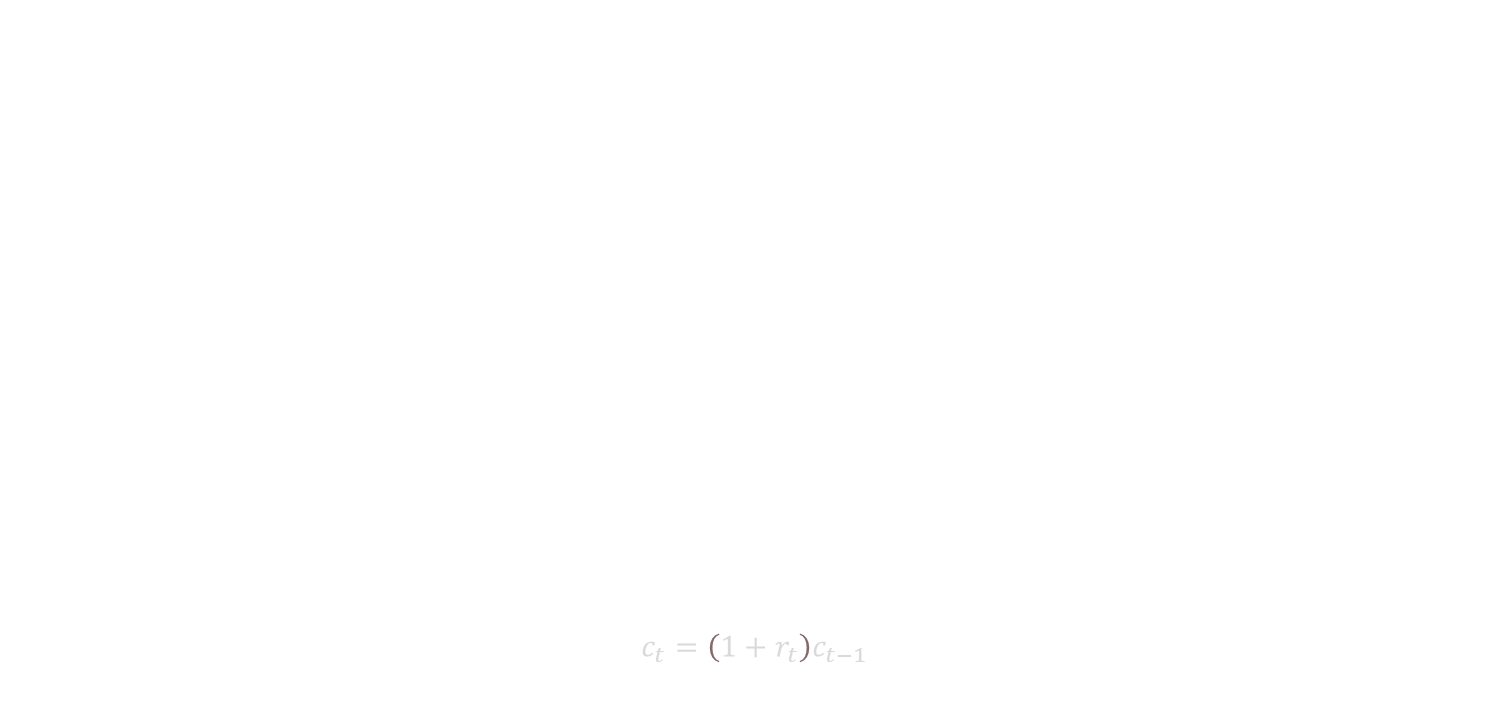 c_t = (1 + r_t)c_{t−1}